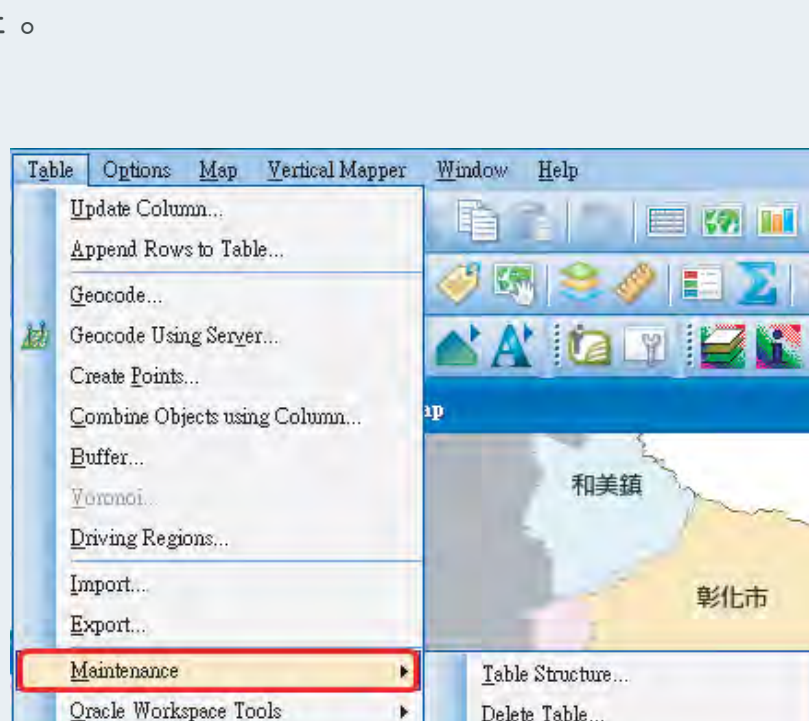 。
Table Options Map Vertical Mapper Window Help
Update Column...
Append Rows to Table...
Geocode...
Geocode Using Server...
Create Points...
Combine Objects using Column...
Buffer...
Voronoi...
Driving Regions...
Import...
Export...
Maintenance
Oracle Workspace Tools
ap
和美鎮
彰化市
Table Structure...
Delete Table...